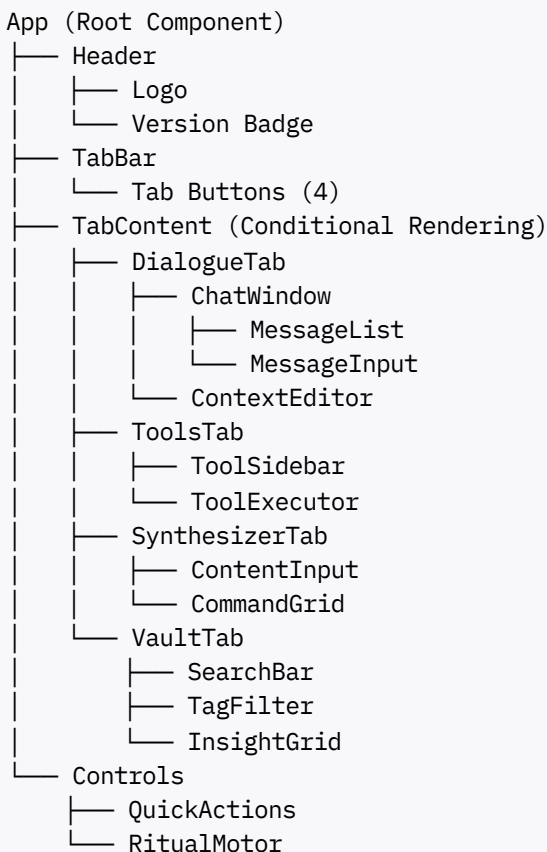 App (Root Component)
├── Header
│   ├── Logo
│   └── Version Badge
├── TabBar
│   └── Tab Buttons (4)
├── TabContent (Conditional Rendering)
│   ├── DialogueTab
│   │   ├── ChatWindow
│   │   │   ├── MessageList
│   │   │   └── MessageInput
│   │   └── ContextEditor
│   ├── ToolsTab
│   │   ├── ToolSidebar
│   │   └── ToolExecutor
│   ├── SynthesizerTab
│   │   ├── ContentInput
│   │   └── CommandGrid
│   └── VaultTab
│       ├── SearchBar
│       ├── TagFilter
│       └── InsightGrid
└── Controls
    ├── QuickActions
    └── RitualMotor